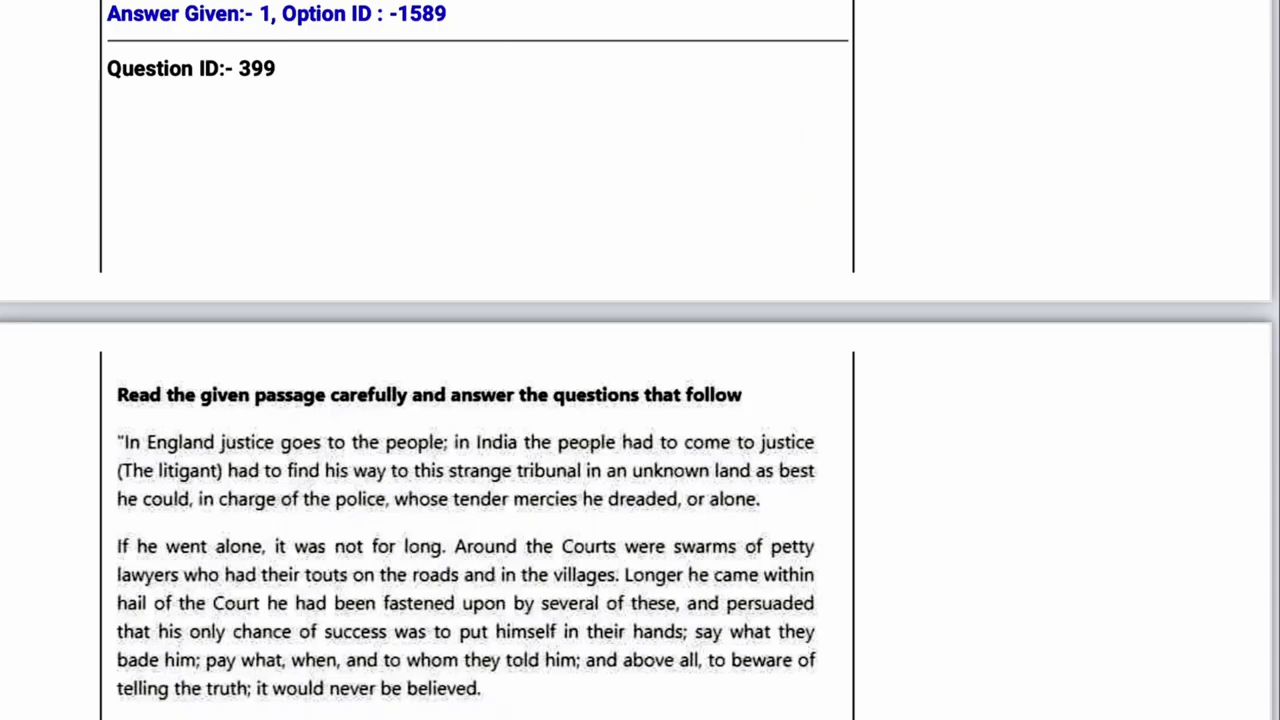 Answer Given:- 1, Option ID : -1589
Question ID:- 399
Read the given passage carefully and answer the questions that follow
"In England justice goes to the people; in India the people had to come to justice
(The litigant) had to find his way to this strange tribunal in an unknown land as best
he could, in charge of the police, whose tender mercies he dreaded, or alone.
If he went alone, it was not for long. Around the Courts were swarms of petty
lawyers who had their touts on the roads and in the villages. Longer he came within
hail of the Court he had been fastened upon by several of these, and persuaded
that his only chance of success was to put himself in their hands; say what they
bade him; pay what, when, and to whom they told him; and above all, to beware of
telling the truth; it would never be believed.